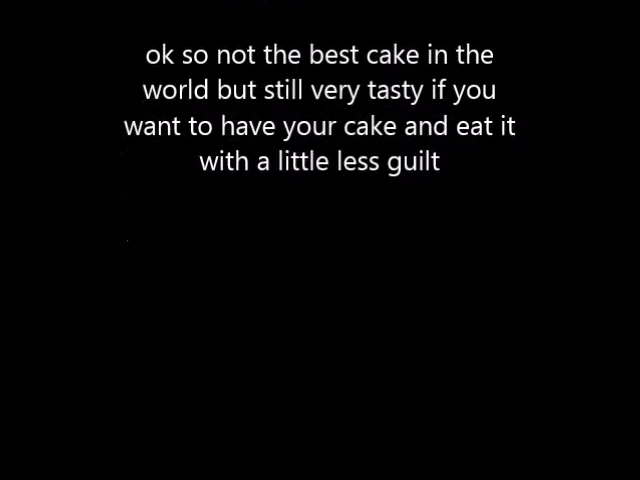 ok so not the best cake in the
world but still very tasty if you
want to have your cake and eat it
with a little less guilt